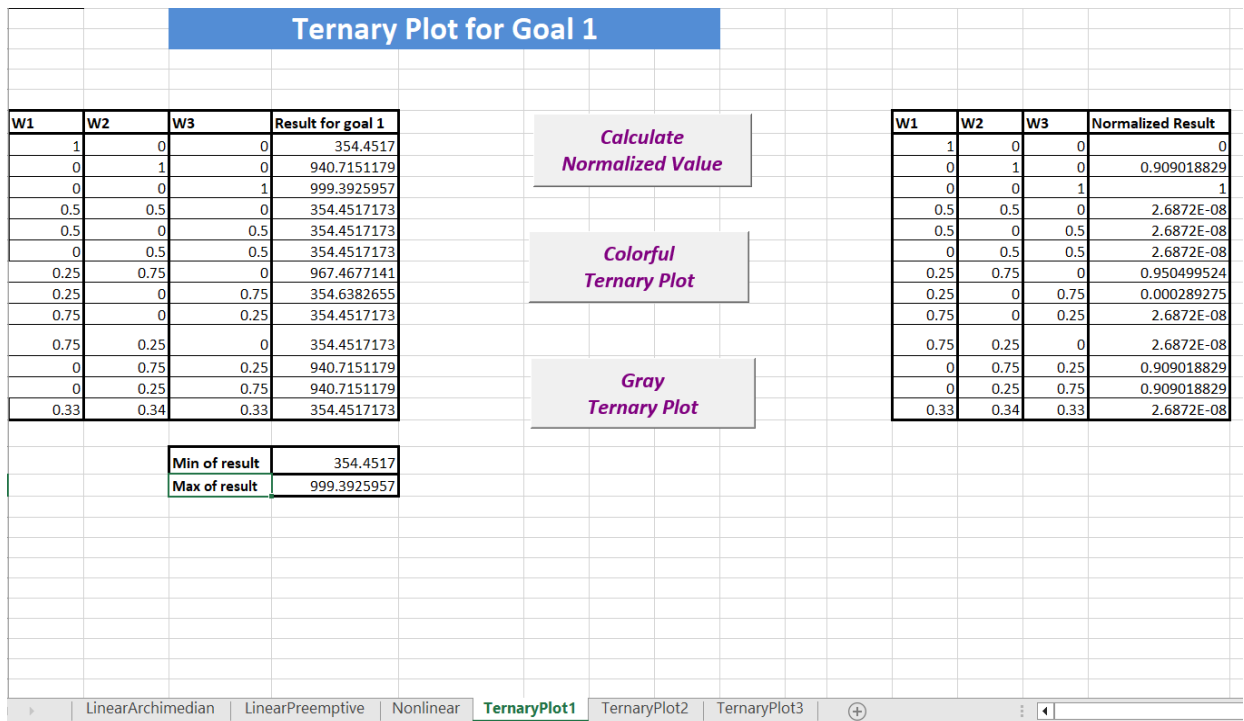 Ternary Plot for Goal 1
W1 W2 W3 Result for goal 1
1 0 0 354.4517
0 1 0 940.7151179
0 0 1 999.3925957
0.5 0.5 0 354.4517173
0.5 0 0.5 354.4517173
0 0.5 0.5 354.4517173
0.25 0.75 0 967.4677141
0.25 0 0.75 354.6382655
0.75 0 0.25 354.4517173
0.75 0.25 0 354.4517173
0 0.75 0.25 940.7151179
0 0.25 0.75 940.7151179
0.33 0.34 0.33 354.4517173
Min of result 354.4517
Max of result 999.3925957
Calculate
Normalized Value
Colorful
Ternary Plot
Gray
Ternary Plot
W1 W2 W3 Normalized Result
1 0 0 0
0 1 0 0.909018829
0 0 1 1
0.5 0.5 0 2.6872E-08
0.5 0 0.5 2.6872E-08
0 0.5 0.5 2.6872E-08
0.25 0.75 0 0.950499524
0.25 0 0.75 0.000289275
0.75 0 0.25 2.6872E-08
0.75 0.25 0 2.6872E-08
0 0.75 0.25 0.909018829
0 0.25 0.75 0.909018829
0.33 0.34 0.33 2.6872E-08
LinearArchimedian LinearPreemptive Nonlinear TernaryPlot1 TernaryPlot2 TernaryPlot3